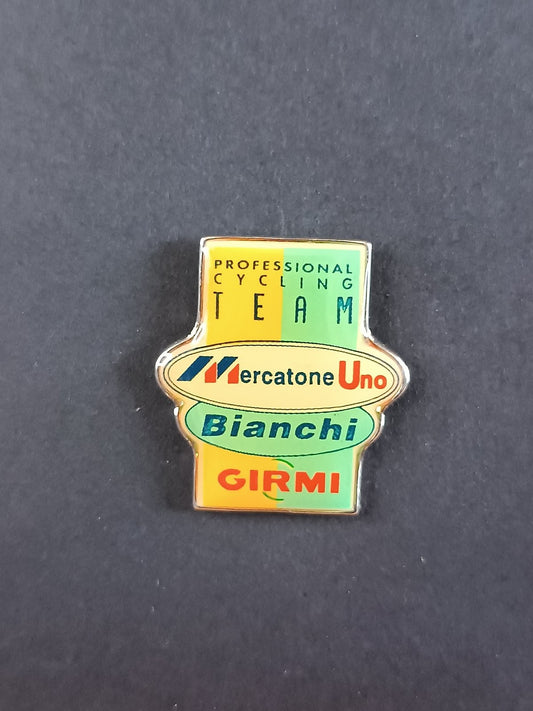 PROFESSIONAL
CYCLING
TEAM
Mercatone Uno
Bianchi
GIRMI